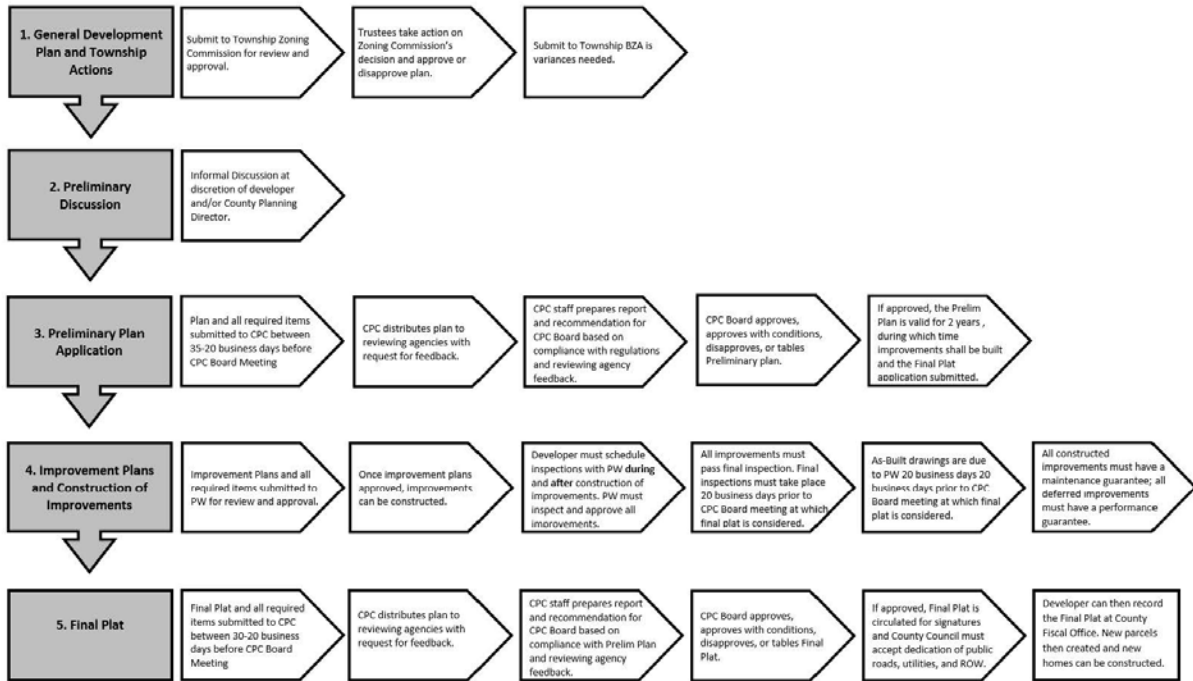 1. General Development
Plan and Township
Actions
Submit to Township Zoning
Commission for review and
approval.
Trustees take action on
Zoning Commission's
decision and approve or
disapprove plan.
Submit to Township BZA is
variances needed.
2. Preliminary
Discussion
Informal Discussion at
discretion of developer
and/or County Planning
Director.
3. Preliminary Plan
Application
Plan and all required items
submitted to CPC between
35-20 business days before
CPC Board Meeting
CPC distributes plan to
reviewing agencies with
request for feedback.
CPC staff prepares report
and recommendation for
CPC Board based on
compliance with regulations
and reviewing agency
feedback.
CPC Board approves,
approves with conditions,
disapproves, or tables
Preliminary plan.
If approved, the Prelim
Plan is valid for 2 years ,
during which time
improvements shall be built
and the Final Plat
application submitted.
4. Improvement Plans
and Construction of
Improvements
Improvement Plans and all
required items submitted to
PW for review and approval.
Once improvement plans
approved, improvements
can be constructed.
Developer must schedule
inspections with PW during
and after construction of
improvements. PW must
inspect and approve all
improvements.
All improvements must
pass final inspection. Final
inspections must take place
20 business days prior to
CPC Board meeting at which
final plat is considered.
As-Built drawings are due
to PW 20 business days 20
business days prior to CPC
Board meeting at which final
plat is considered.
All constructed
improvements must have a
maintenance guarantee; all
deferred improvements
must have a performance
guarantee.
5. Final Plat
Final Plat and all required
items submitted to CPC
between 30-20 business
days before CPC Board
Meeting
CPC distributes plan to
reviewing agencies with
request for feedback.
CPC staff prepares report
and recommendation for
CPC Board based on
compliance with Prelim Plan
and reviewing agency
feedback.
CPC Board approves,
approves with conditions,
disapproves, or tables Final
Plat.
If approved, Final Plat is
circulated for signatures
and County Council must
accept dedication of public
roads, utilities, and ROW.
Developer can then record
the Final Plat at County
Fiscal Office. New parcels
then created and new
homes can be constructed.